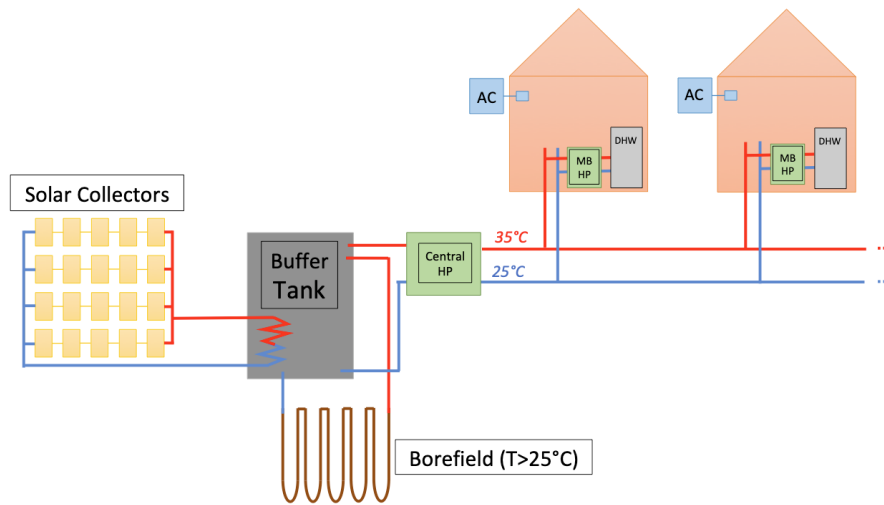 AC
AC
DHW
DHW
MB
HP
MB
HP
Solar Collectors
Buffer
Tank
Central
HP
35°C
25°C
Borefield (T>25°C)